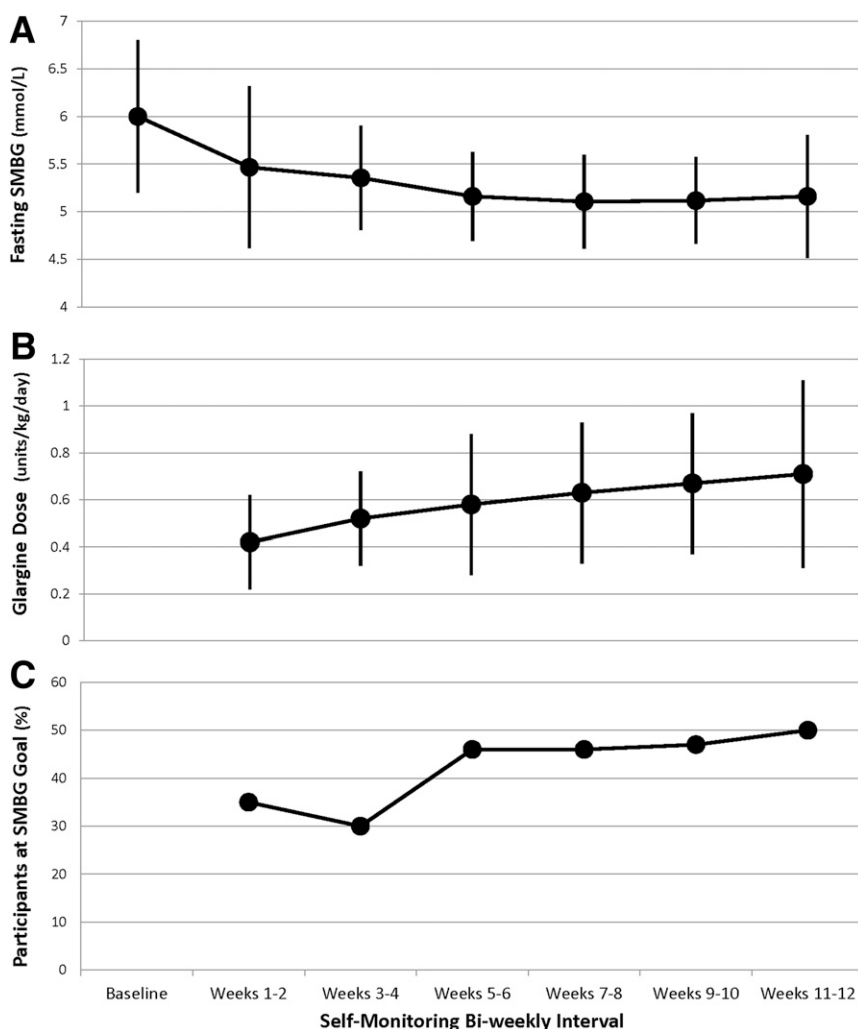 A
Fasting SMBG (mmol/L)
7
6.5
6
5.5
5
4.5
4
B
Glargine Dose (units/kg/day)
1.2
1
0.8
0.6
0.4
0.2
0
C
Participants at SMBG Goal (%)
60
50
40
30
20
10
0
Baseline Weeks 1-2 Weeks 3-4 Weeks 5-6 Weeks 7-8 Weeks 9-10 Weeks 11-12
Self-Monitoring Bi-weekly Interval